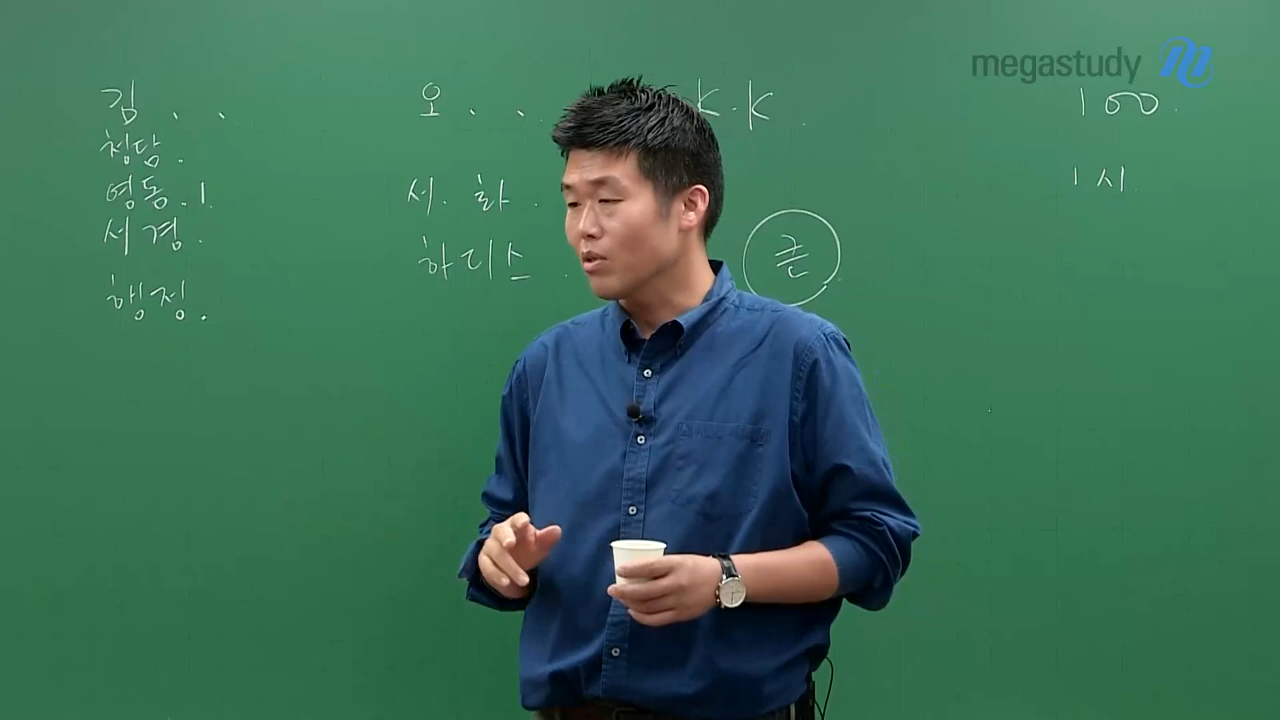 megastudy
김 . .
청담.
영동.1
서경.
행정.
오 . . .
세. 화 .
하디스 .
K.K .
큰
100.
1시.